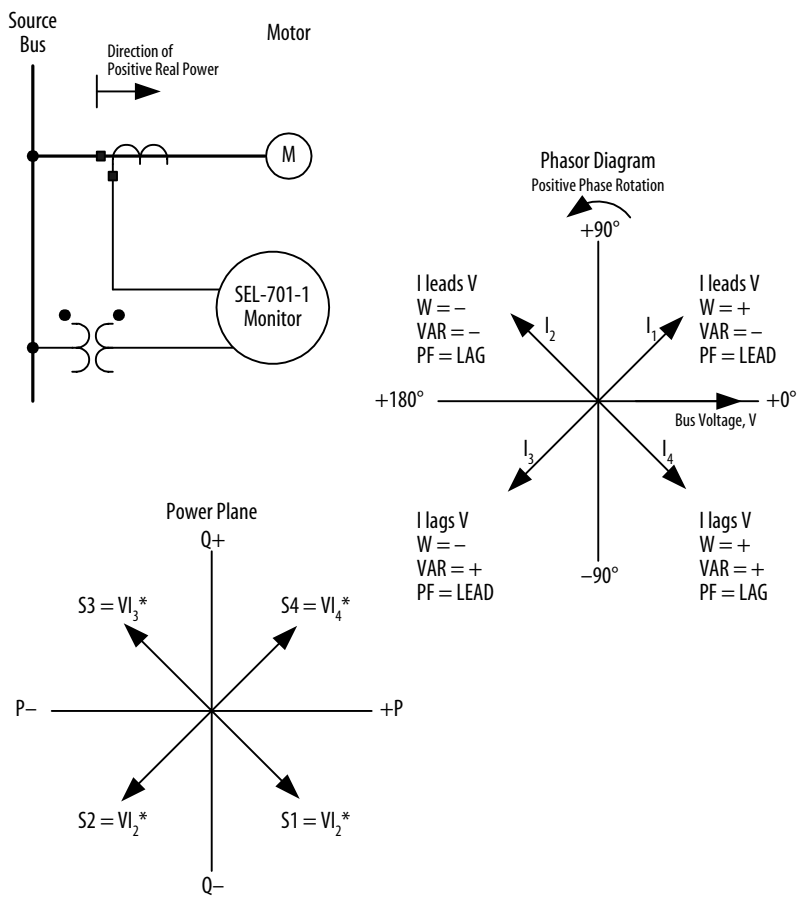 Source
Bus
Direction of
Positive Real Power
Motor
M
SEL-701-1
Monitor
Phasor Diagram
Positive Phase Rotation
+90°
I leads V
W = –
VAR = –
PF = LAG
I₂
I₁
I leads V
W = +
VAR = –
PF = LEAD
+180°
+0°
Bus Voltage, V
I₃
I₄
I lags V
W = –
VAR = +
PF = LEAD
–90°
I lags V
W = +
VAR = +
PF = LAG
Power Plane
Q+
S3 = VI₃*
S4 = VI₄*
P–
+P
S2 = VI₂*
S1 = VI₂*
Q–